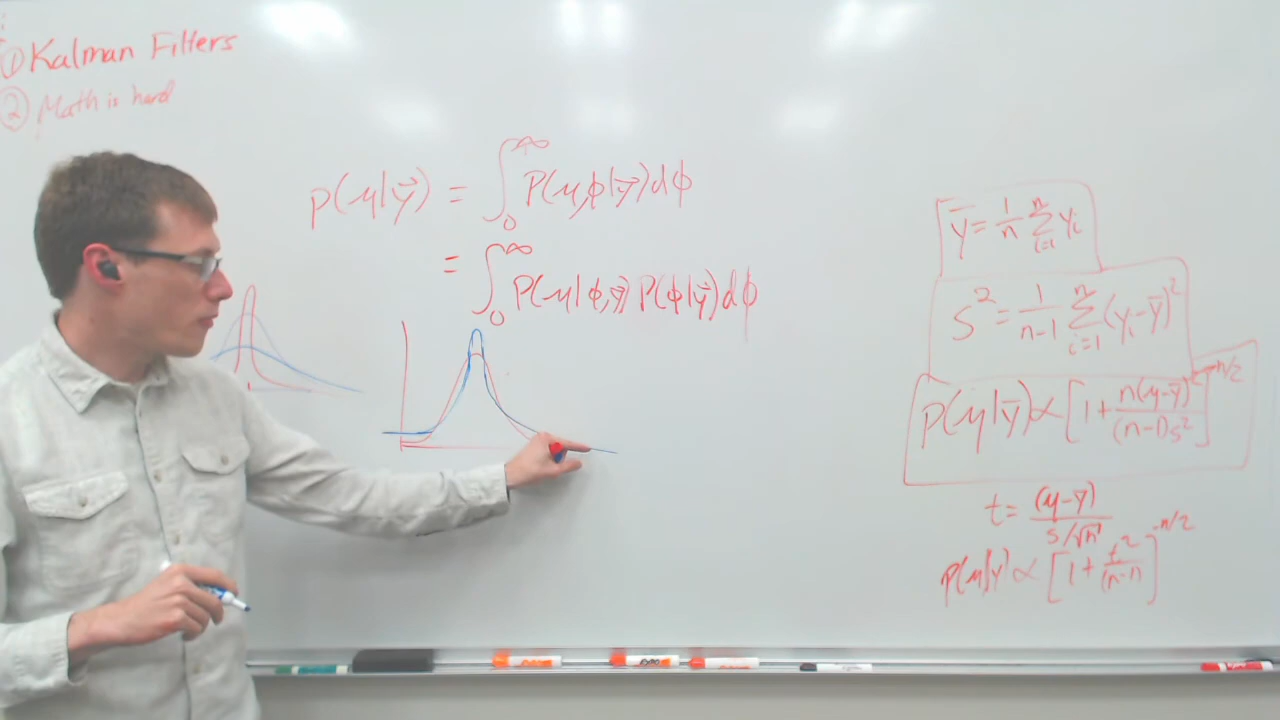 ① Kalman Filters
② Math is hard
p(μ|y⃗) = ∫₀^∞ P(μ,ϕ|y⃗)dϕ
= ∫₀^∞ P(μ|ϕ,y⃗) P(ϕ|y⃗)dϕ
ȳ = 1/n Σᵢ₌₁ⁿ yᵢ
S² = 1/(n-1) Σᵢ₌₁ⁿ (yᵢ-ȳ)²
p(μ|y⃗) ∝ [1 + n(μ-ȳ)²/((n-1)s²)]^(-n/2)
t = (μ-ȳ)/(s/√n)
p(μ|y⃗) ∝ [1 + t²/(n-1)]^(-n/2)